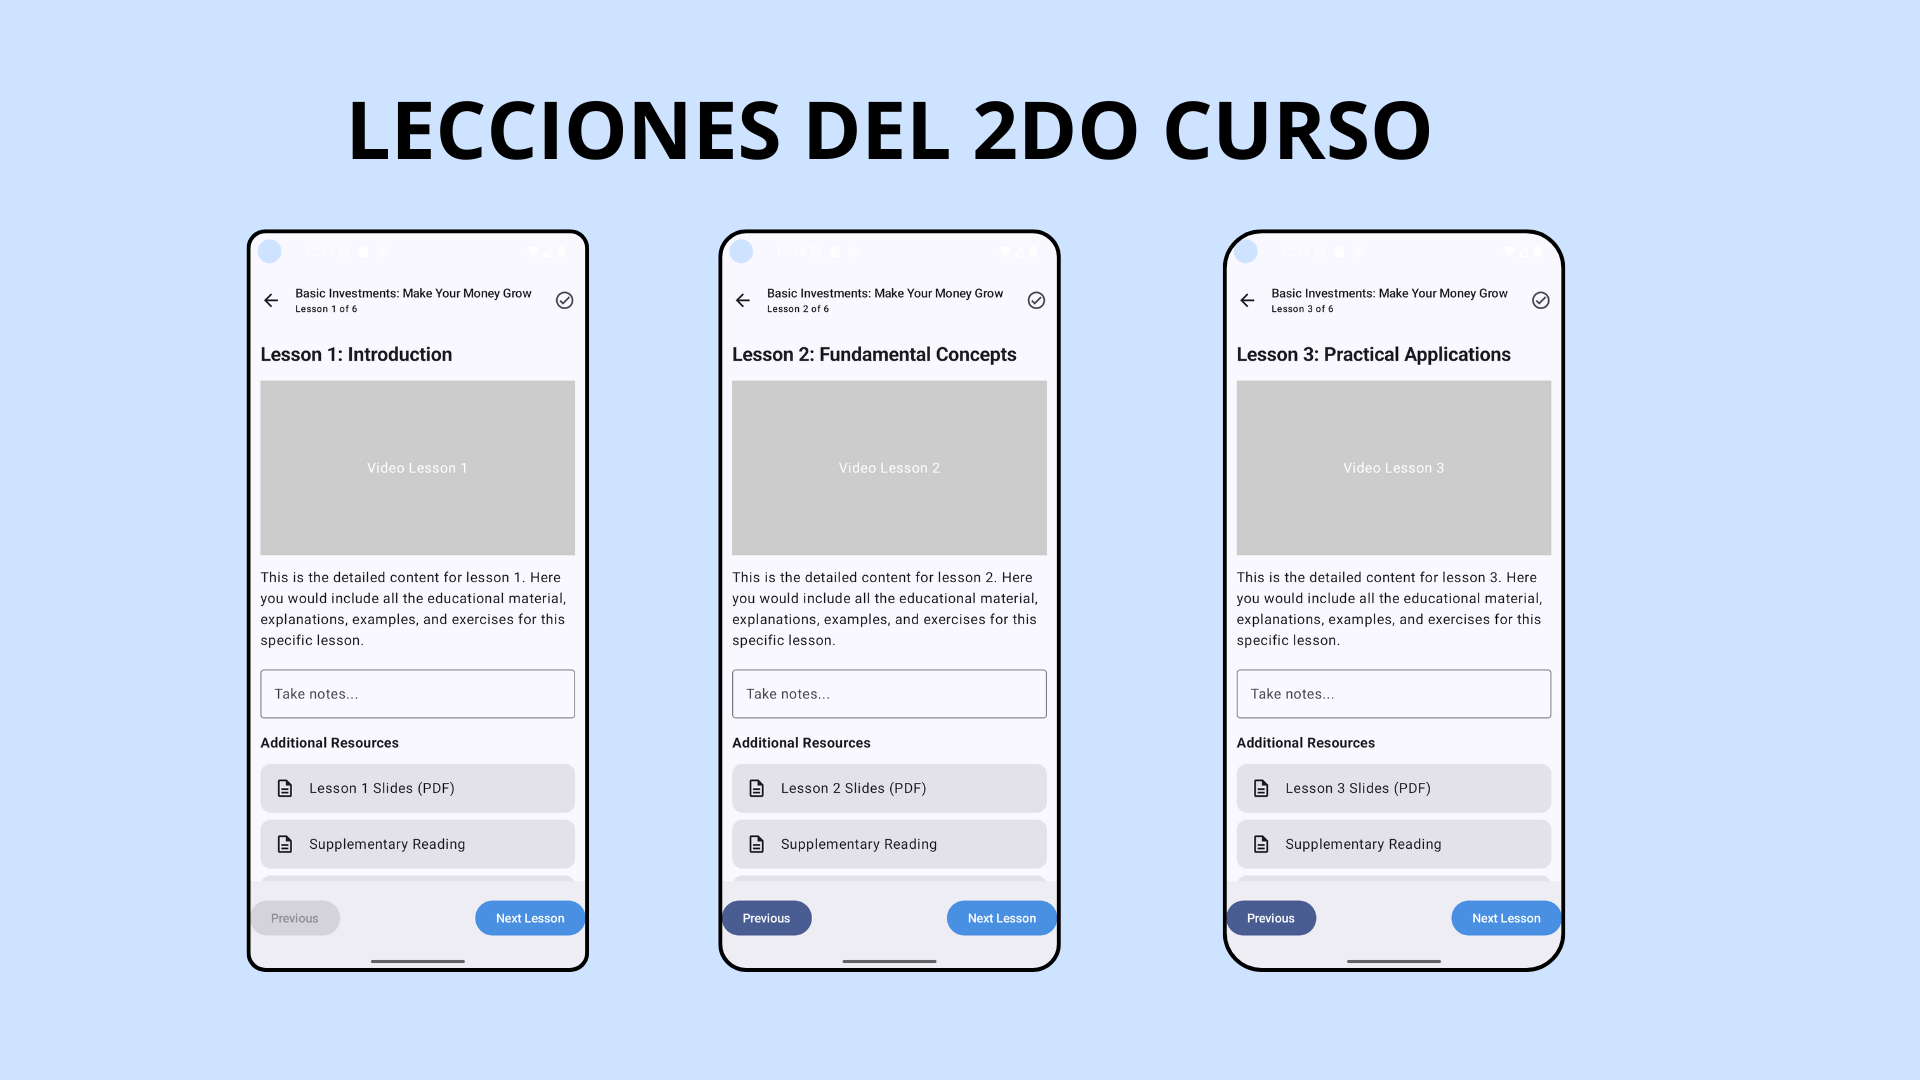 LECCIONES DEL 2DO CURSO
Basic Investments: Make Your Money Grow
Lesson 1 of 6
Lesson 1: Introduction
Video Lesson 1
This is the detailed content for lesson 1. Here
you would include all the educational material,
explanations, examples, and exercises for this
specific lesson.
Take notes...
Additional Resources
Lesson 1 Slides (PDF)
Supplementary Reading
Previous
Next Lesson
Basic Investments: Make Your Money Grow
Lesson 2 of 6
Lesson 2: Fundamental Concepts
Video Lesson 2
This is the detailed content for lesson 2. Here
you would include all the educational material,
explanations, examples, and exercises for this
specific lesson.
Take notes...
Additional Resources
Lesson 2 Slides (PDF)
Supplementary Reading
Previous
Next Lesson
Basic Investments: Make Your Money Grow
Lesson 3 of 6
Lesson 3: Practical Applications
Video Lesson 3
This is the detailed content for lesson 3. Here
you would include all the educational material,
explanations, examples, and exercises for this
specific lesson.
Take notes...
Additional Resources
Lesson 3 Slides (PDF)
Supplementary Reading
Previous
Next Lesson